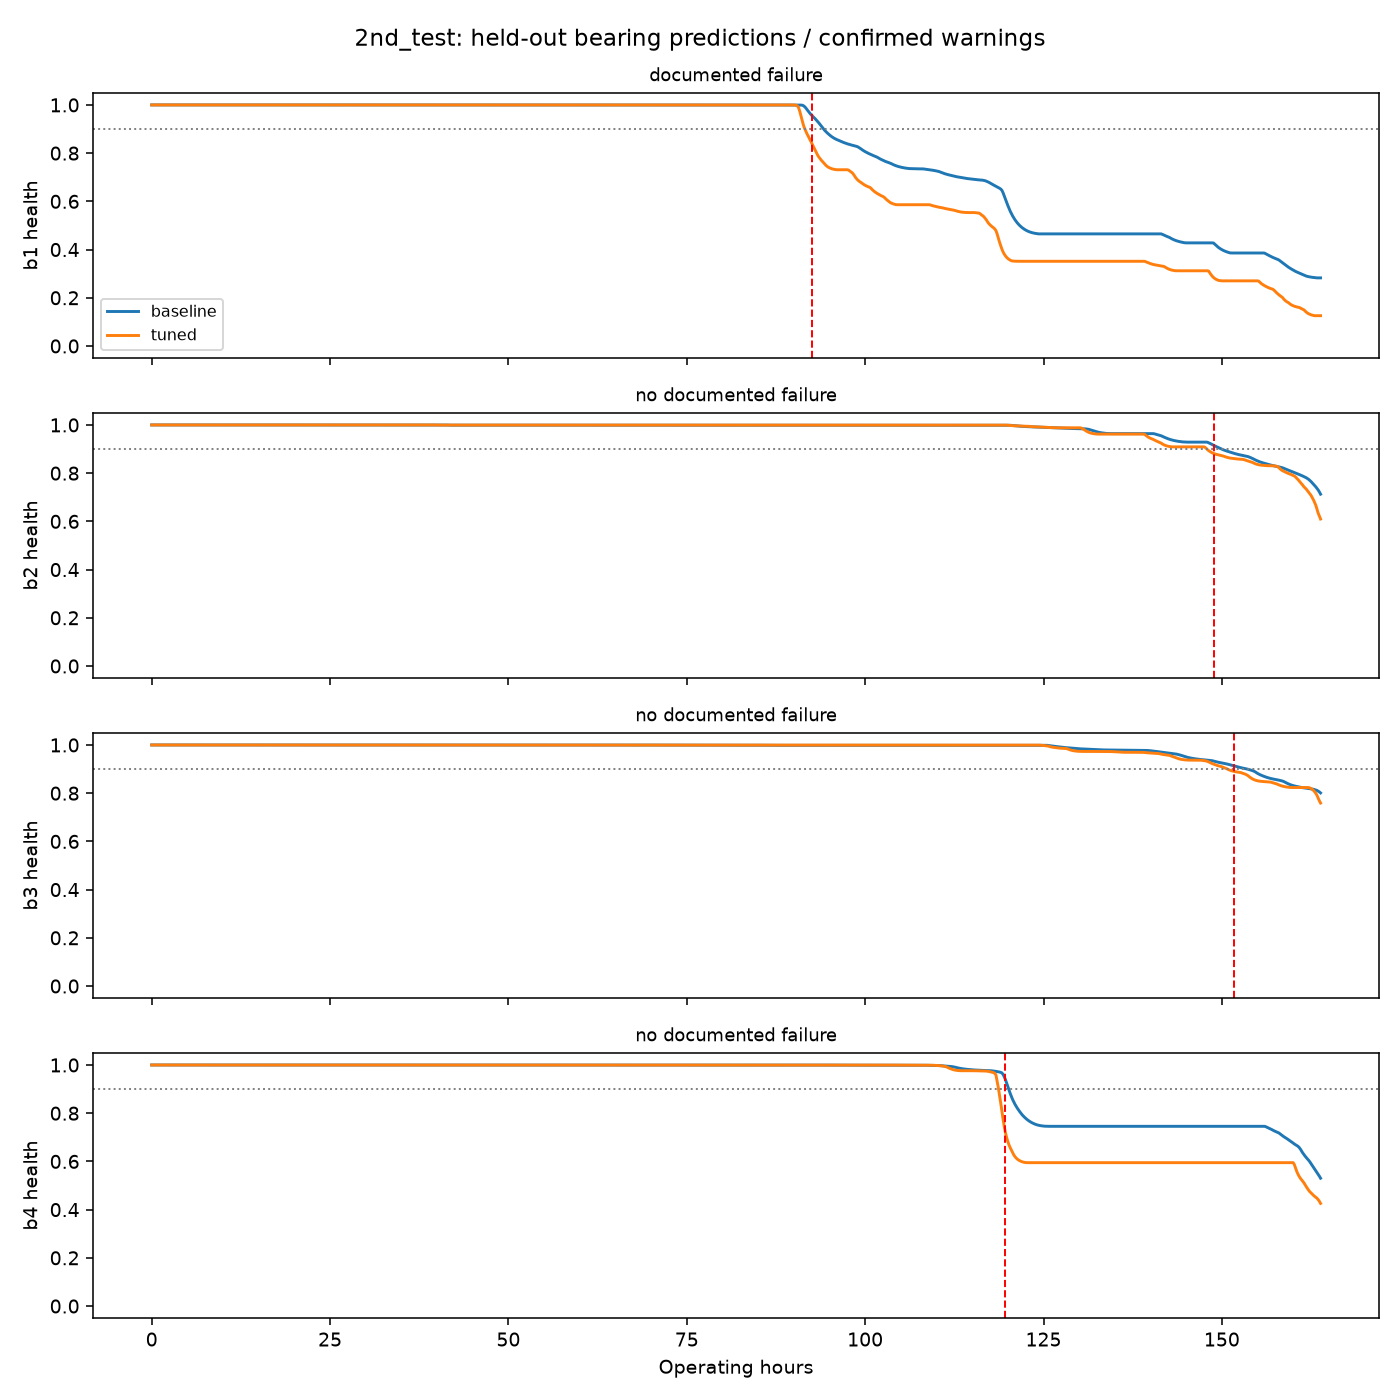 2nd_test: held-out bearing predictions / confirmed warnings
documented failure
1.0
0.8
0.6
0.4
0.2
0.0
b1 health
baseline
tuned
no documented failure
1.0
0.8
0.6
0.4
0.2
0.0
b2 health
no documented failure
1.0
0.8
0.6
0.4
0.2
0.0
b3 health
no documented failure
1.0
0.8
0.6
0.4
0.2
0.0
b4 health
0 25 50 75 100 125 150
Operating hours